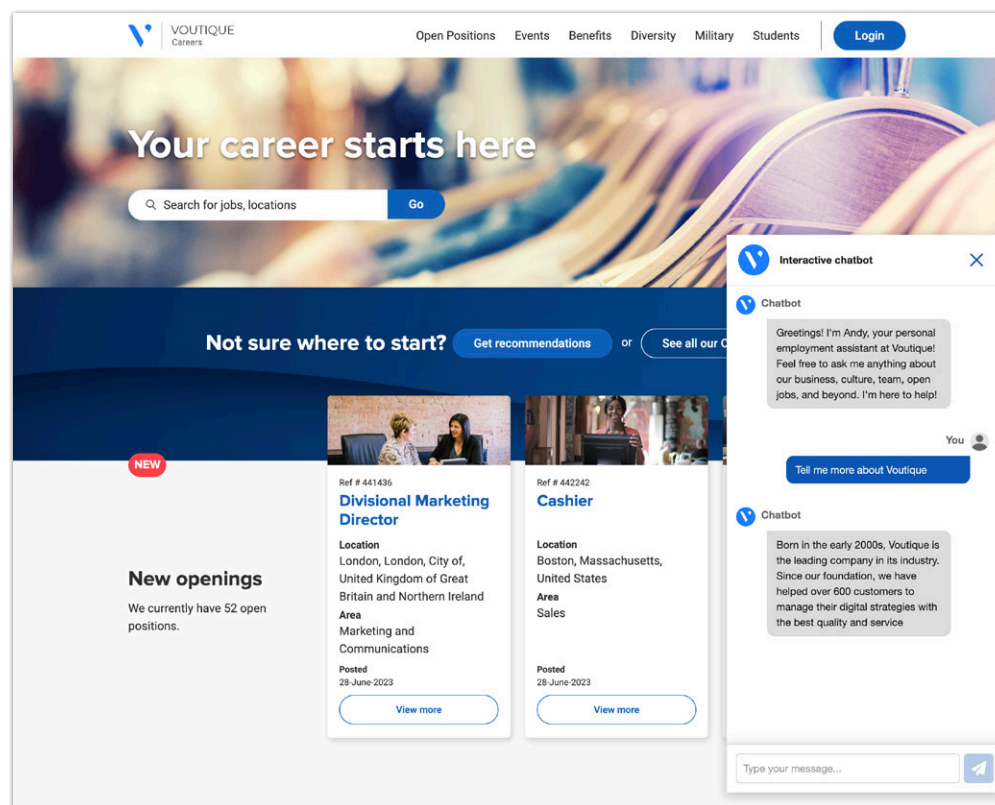 VOUTIQUE
Careers
Open Positions Events Benefits Diversity Military Students Login
Your career starts here
Search for jobs, locations Go
Not sure where to start? Get recommendations or See all our
NEW
New openings
We currently have 52 open
positions.
Ref # 441436
Divisional Marketing
Director
Location
London, London, City of,
United Kingdom of Great
Britain and Northern Ireland
Area
Marketing and
Communications
Posted
28-June-2023
View more
Ref # 442242
Cashier
Location
Boston, Massachusetts,
United States
Area
Sales
Posted
28-June-2023
View more
Interactive chatbot
Chatbot
Greetings! I'm Andy, your personal
employment assistant at Voutique!
Feel free to ask me anything about
our business, culture, team, open
jobs, and beyond. I'm here to help!
You
Tell me more about Voutique
Chatbot
Born in the early 2000s, Voutique is
the leading company in its industry.
Since our foundation, we have
helped over 600 customers to
manage their digital strategies with
the best quality and service
Type your message...